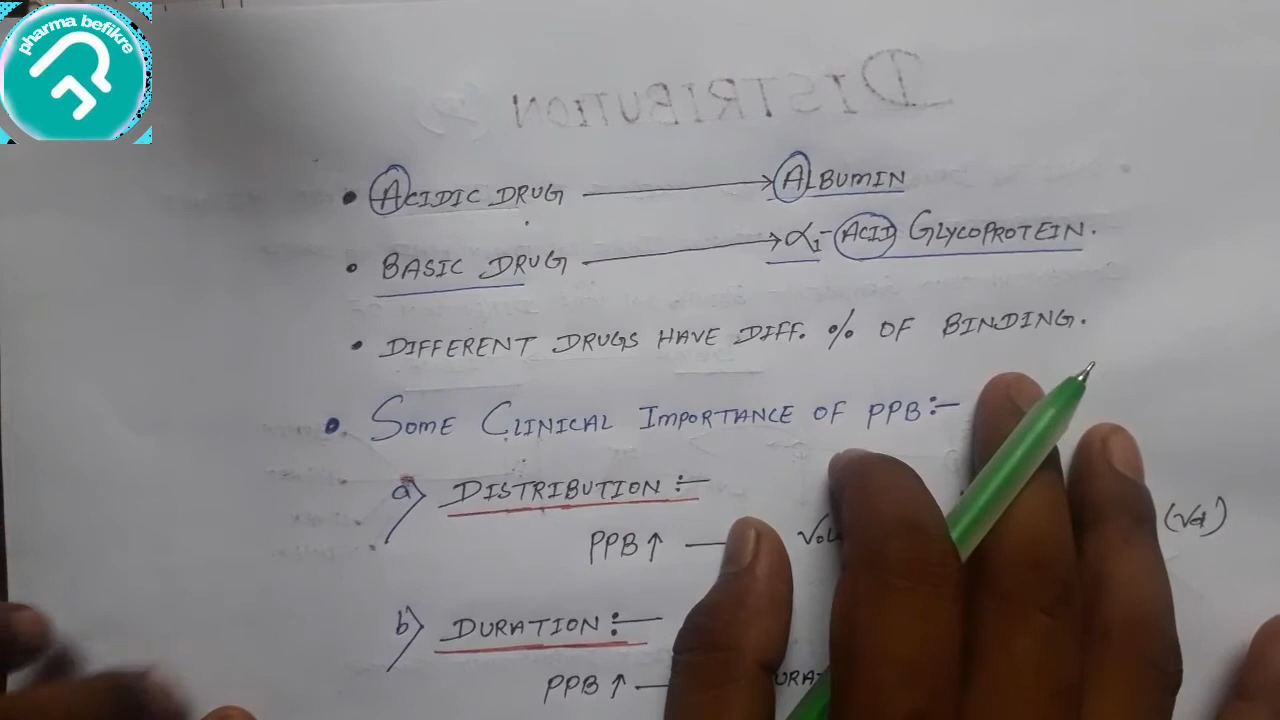 pharma befikre
DISTRIBUTION
• ACIDIC DRUG → ALBUMIN
• BASIC DRUG → α1- ACID GLYCOPROTEIN.
• DIFFERENT DRUGS HAVE DIFF. % OF BINDING.
• SOME CLINICAL IMPORTANCE OF PPB :-
a) DISTRIBUTION :-
PPB ↑ — (Vd)
b) DURATION :-
PPB ↑ —